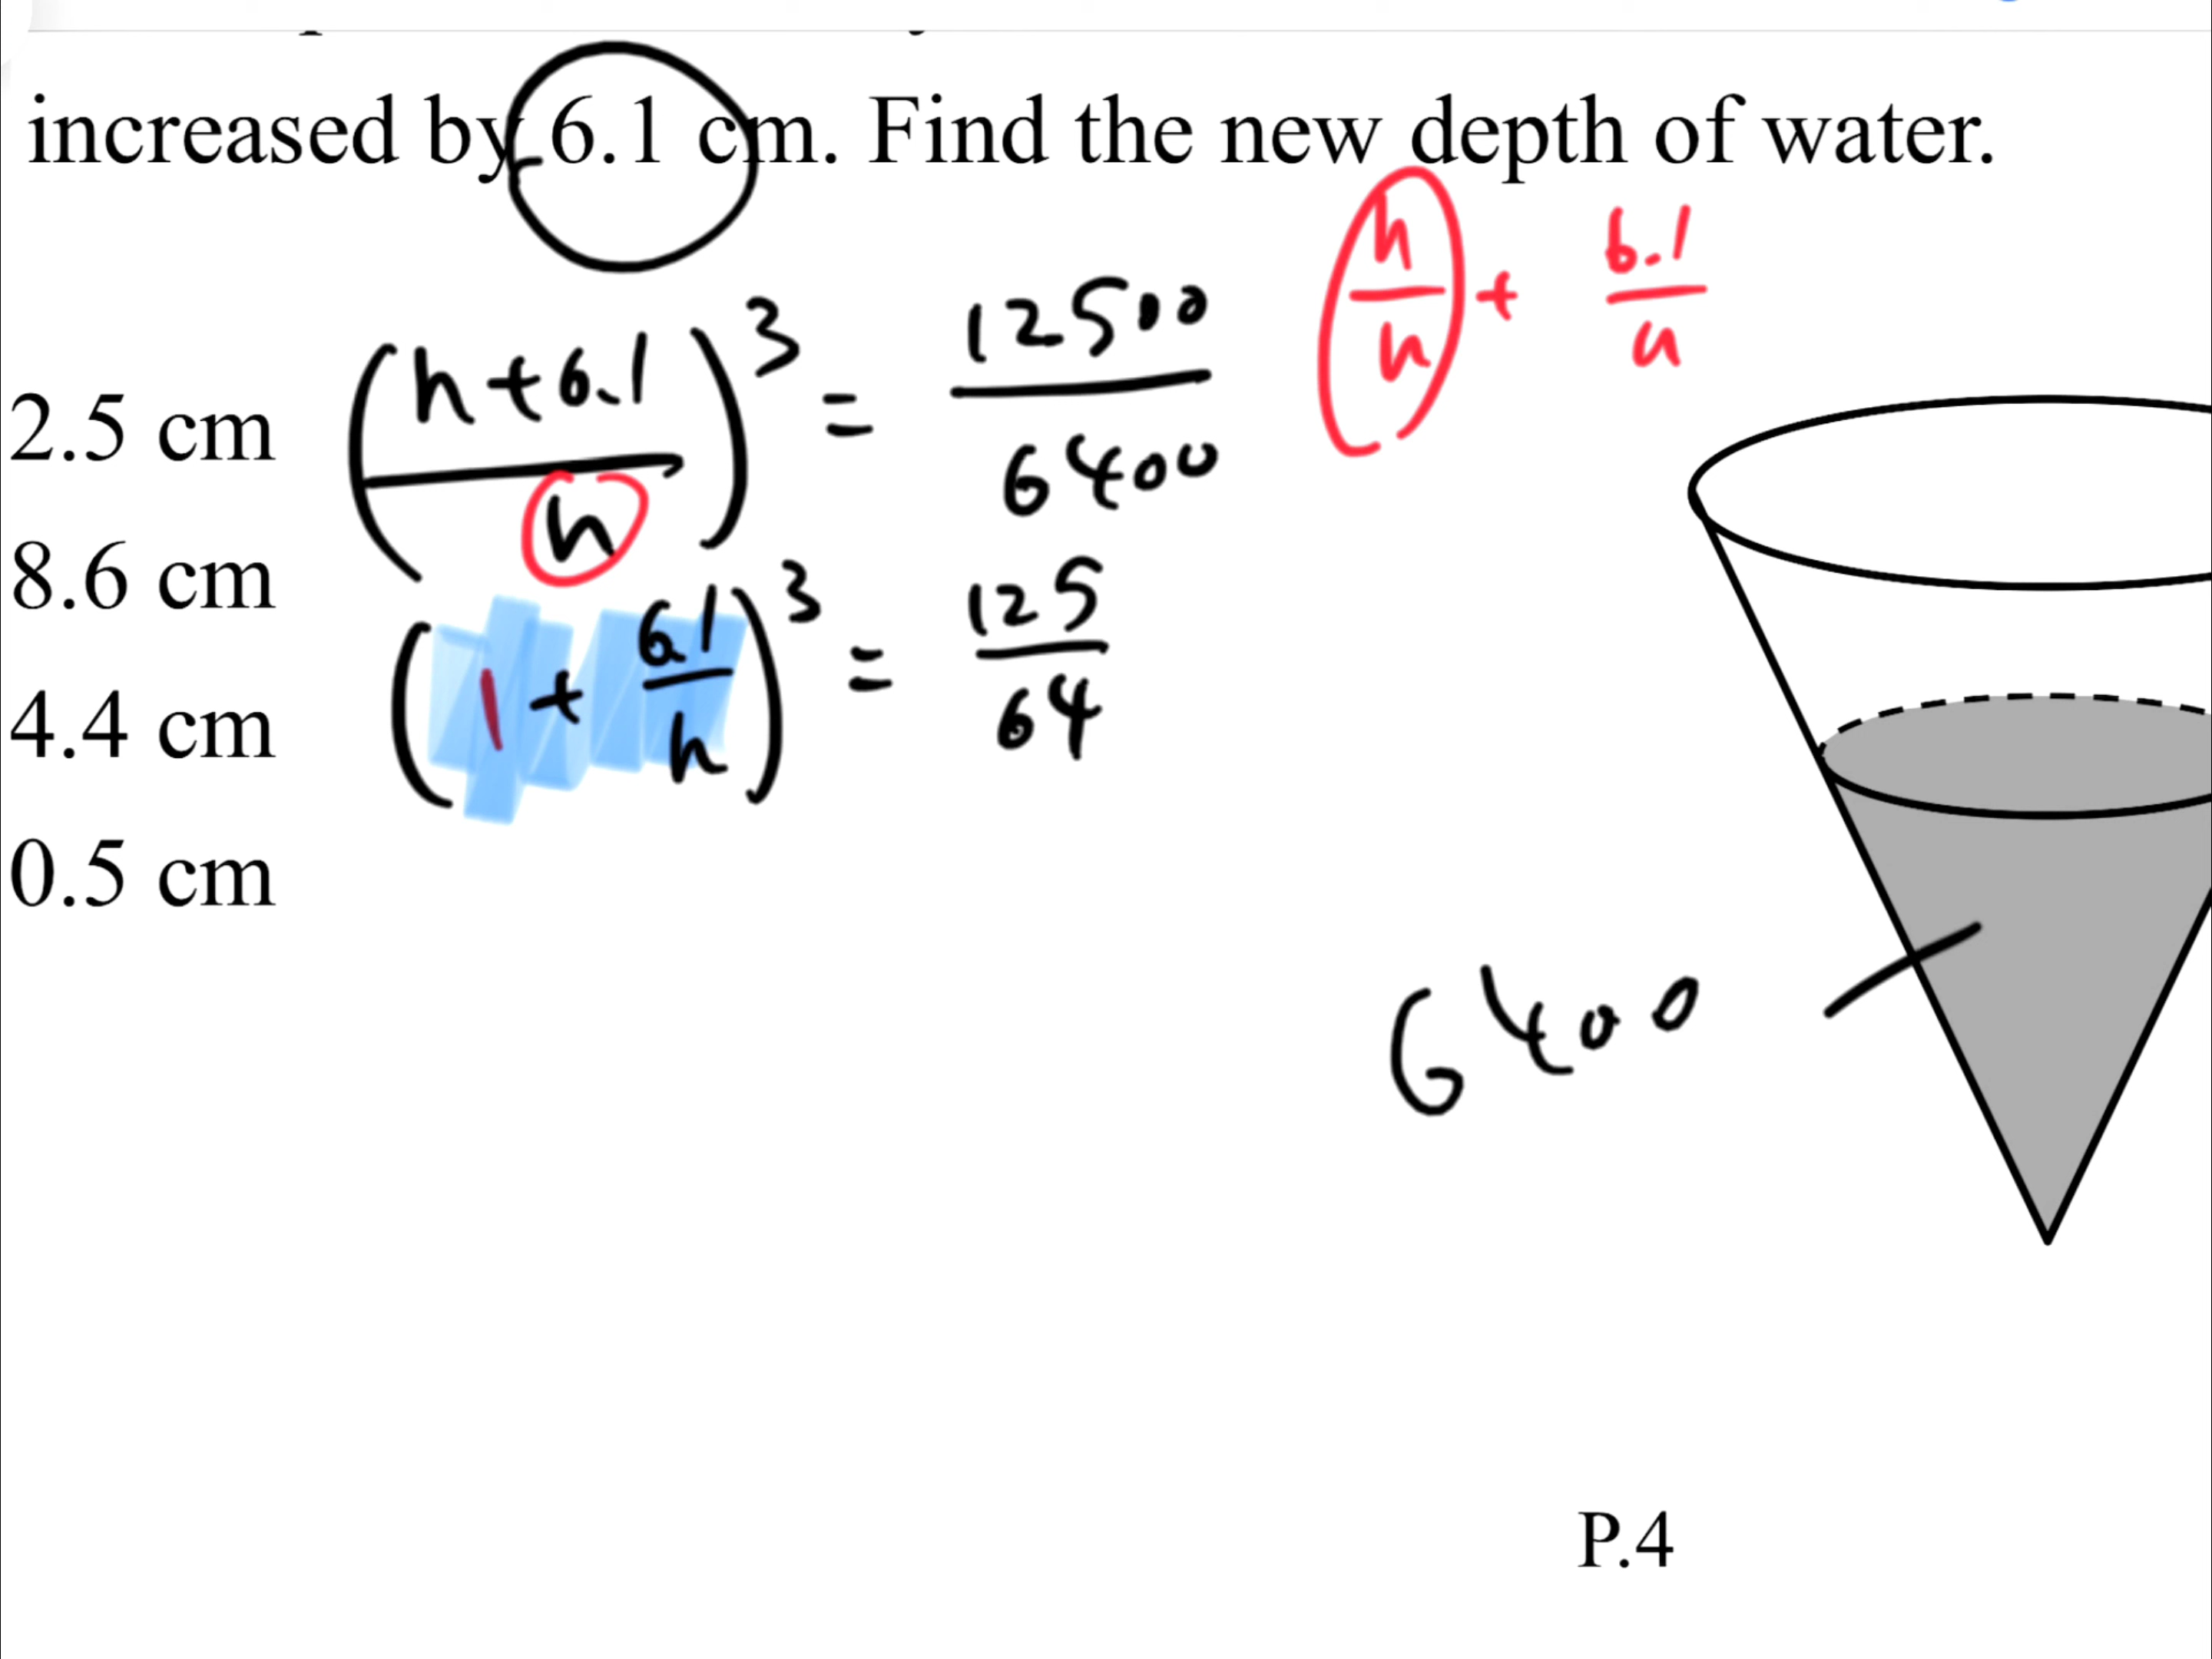 increased by 6.1 cm. Find the new depth of water.
h/h + 6.1/h
((h+6.1)/h)^3 = 12500/6400
2.5 cm
8.6 cm
(1 + 6.1/h)^3 = 125/64
4.4 cm
0.5 cm
6400
P.4